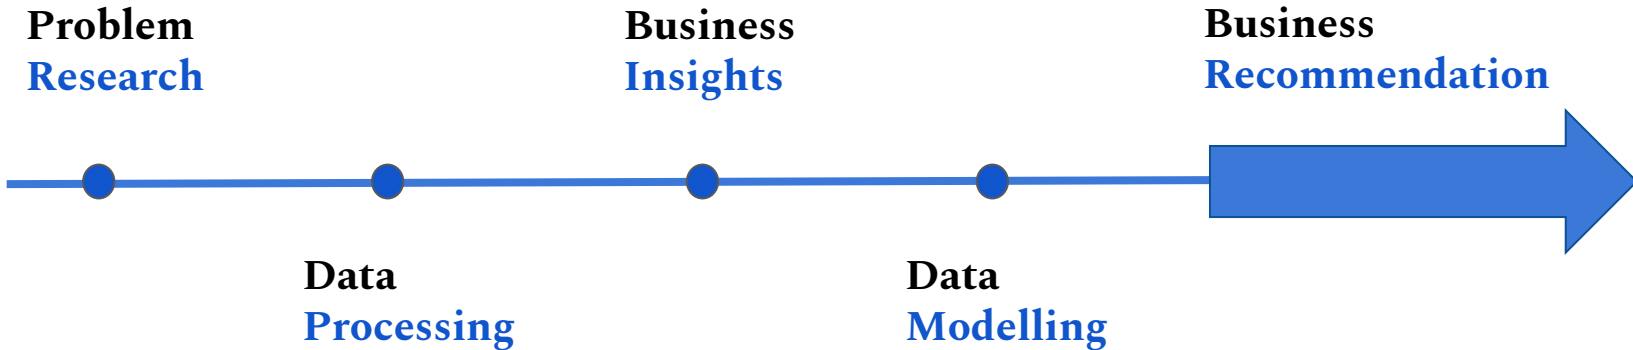 Problem
Research
Data
Processing
Business
Insights
Data
Modelling
Business
Recommendation